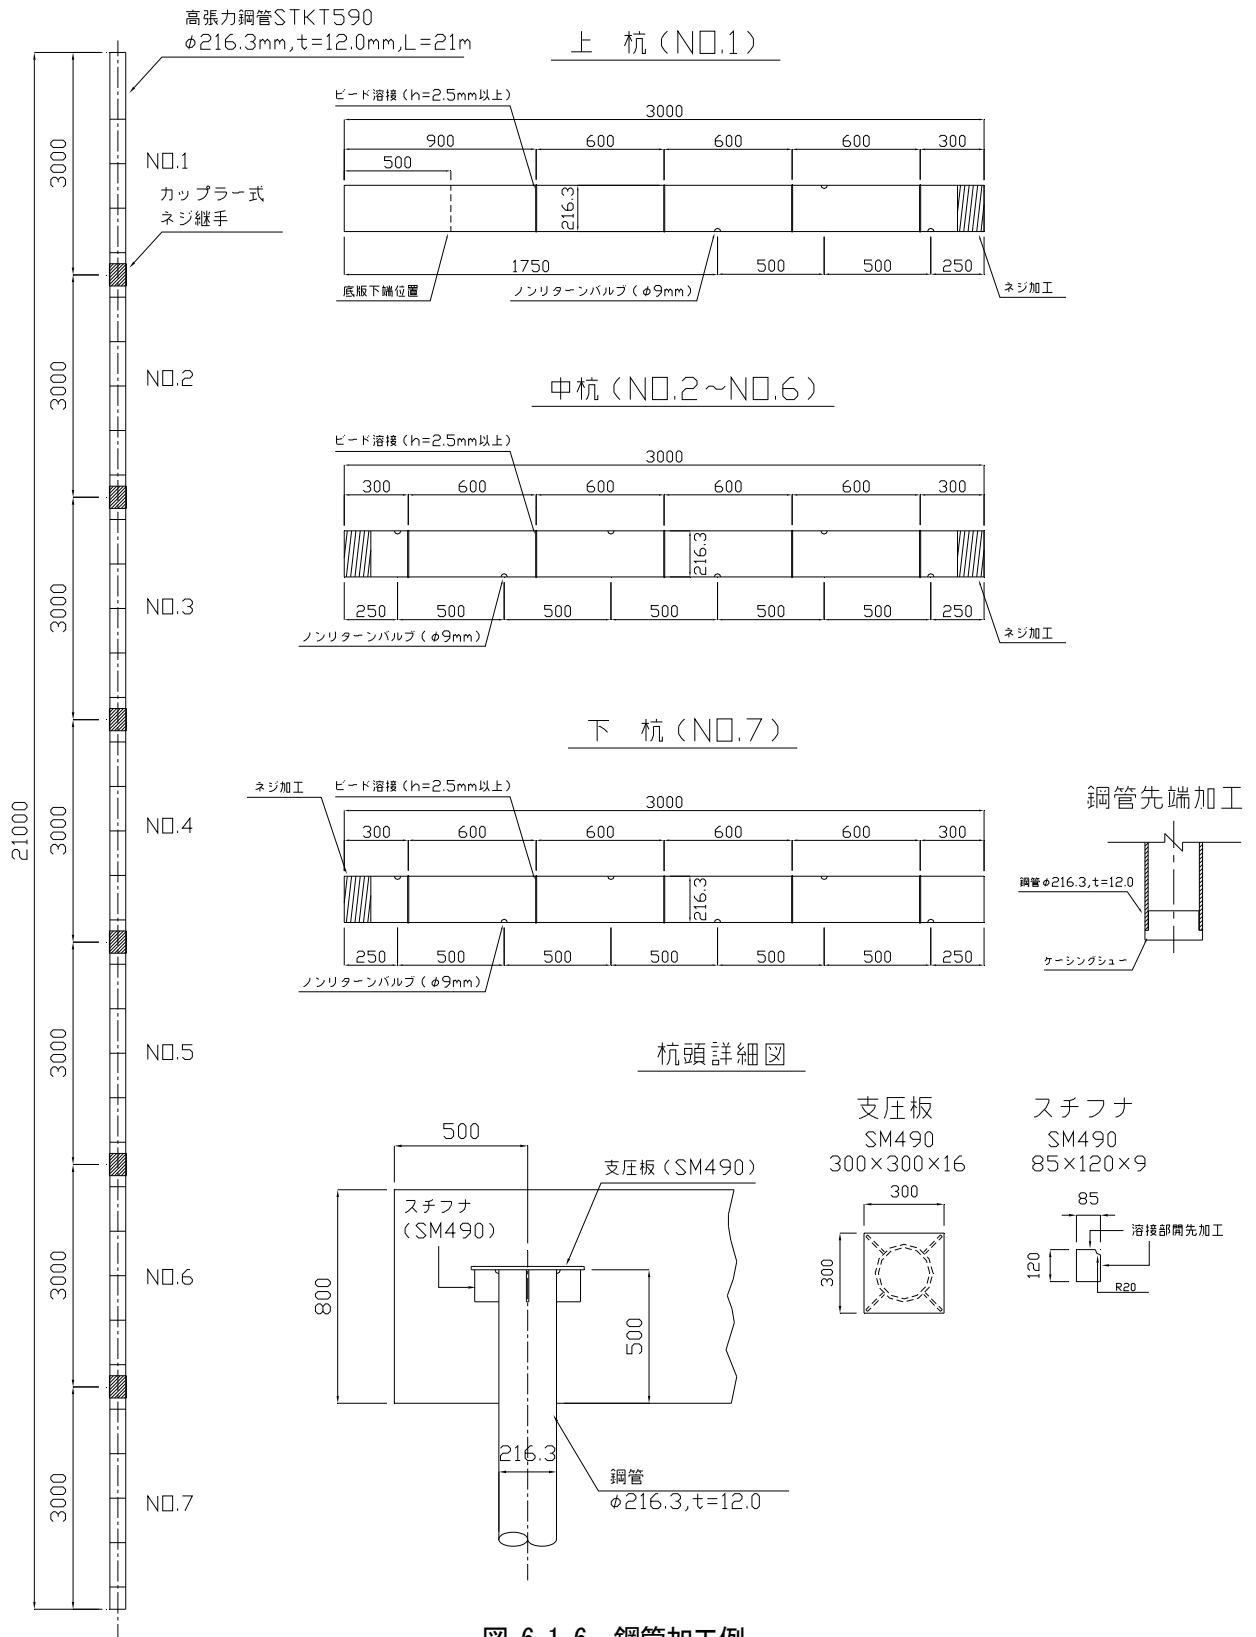 高張力鋼管STKT590
φ216.3mm,t=12.0mm,L=21m
21000
3000
3000
3000
3000
3000
3000
3000
NO.1
カップラー式
ネジ継手
NO.2
NO.3
NO.4
NO.5
NO.6
NO.7
上 杭(NO.1)
ビード溶接(h=2.5mm以上)
3000
900 600 600 600 300
500
216.3
1750 500 500 250
底版下端位置
ノンリターンバルブ(φ9mm)
ネジ加工
中杭(NO.2～NO.6)
ビード溶接(h=2.5mm以上)
3000
300 600 600 600 600 300
216.3
250 500 500 500 500 500 250
ノンリターンバルブ(φ9mm)
ネジ加工
下 杭(NO.7)
ネジ加工
ビード溶接(h=2.5mm以上)
3000
300 600 600 600 600 300
216.3
250 500 500 500 500 500 250
ノンリターンバルブ(φ9mm)
鋼管先端加工
鋼管φ216.3,t=12.0
ケーシングシュー
杭頭詳細図
500
支圧板(SM490)
スチフナ
(SM490)
800
500
216.3
鋼管
φ216.3,t=12.0
支圧板
SM490
300×300×16
300
300
スチフナ
SM490
85×120×9
85
溶接部開先加工
120
R20
図 6.1.6 鋼管加工例